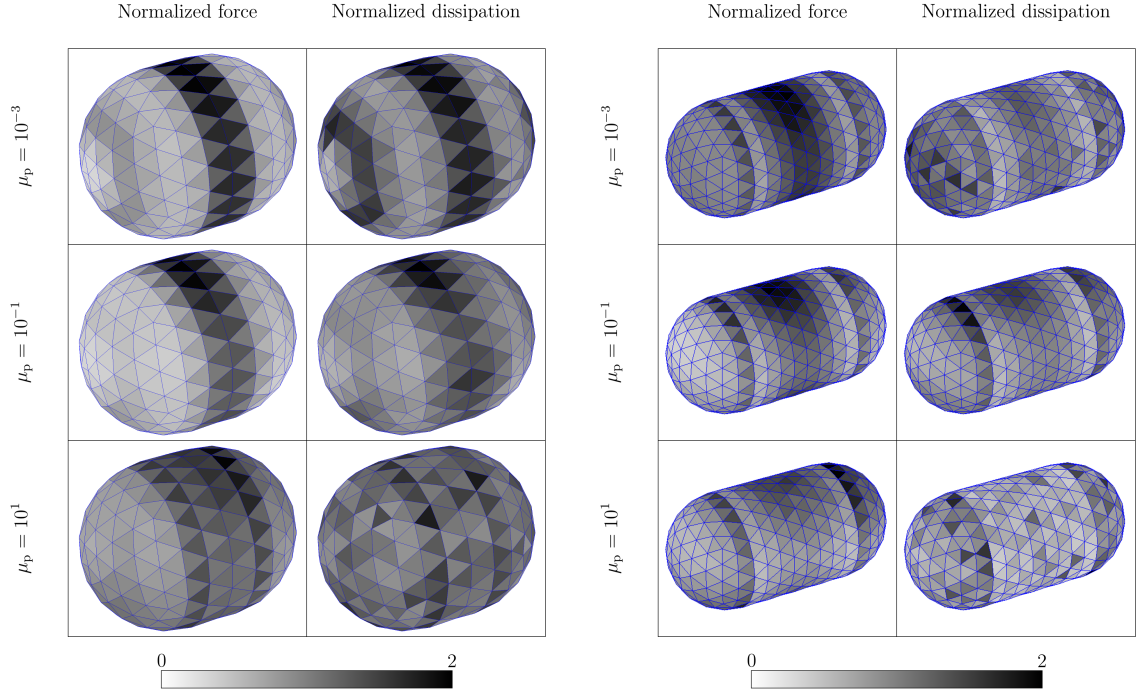 Normalized force Normalized dissipation Normalized force Normalized dissipation
μp = 10⁻³
μp = 10⁻³
μp = 10⁻¹
μp = 10⁻¹
μp = 10¹
μp = 10¹
0 2 0 2